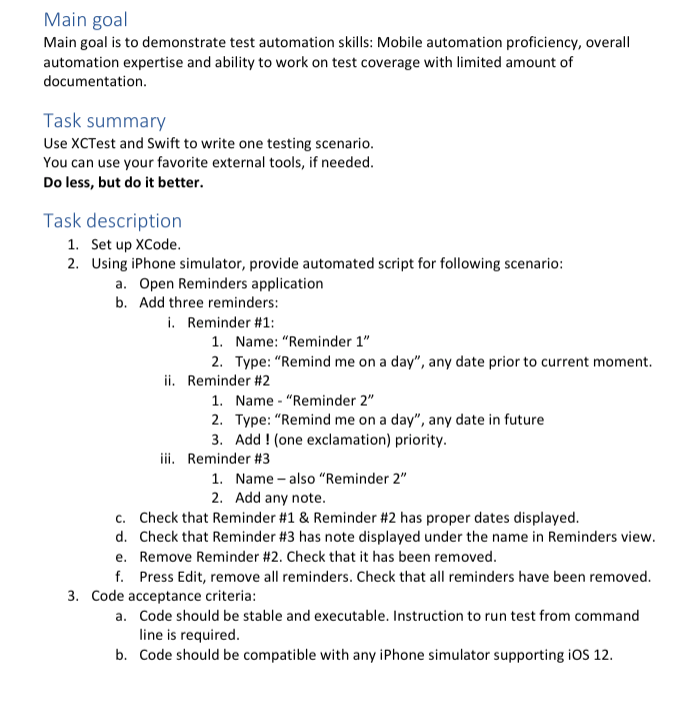 Main goal
Main goal is to demonstrate test automation skills: Mobile automation proficiency, overall
automation expertise and ability to work on test coverage with limited amount of
documentation.
Task summary
Use XCTest and Swift to write one testing scenario.
You can use your favorite external tools, if needed.
Do less, but do it better.
Task description
1. Set up XCode.
2. Using iPhone simulator, provide automated script for following scenario:
a. Open Reminders application
b. Add three reminders:
i. Reminder #1:
1. Name: “Reminder 1”
2. Type: “Remind me on a day”, any date prior to current moment.
ii. Reminder #2
1. Name - “Reminder 2”
2. Type: “Remind me on a day”, any date in future
3. Add ! (one exclamation) priority.
iii. Reminder #3
1. Name – also “Reminder 2”
2. Add any note.
c. Check that Reminder #1 & Reminder #2 has proper dates displayed.
d. Check that Reminder #3 has note displayed under the name in Reminders view.
e. Remove Reminder #2. Check that it has been removed.
f. Press Edit, remove all reminders. Check that all reminders have been removed.
3. Code acceptance criteria:
a. Code should be stable and executable. Instruction to run test from command
line is required.
b. Code should be compatible with any iPhone simulator supporting iOS 12.